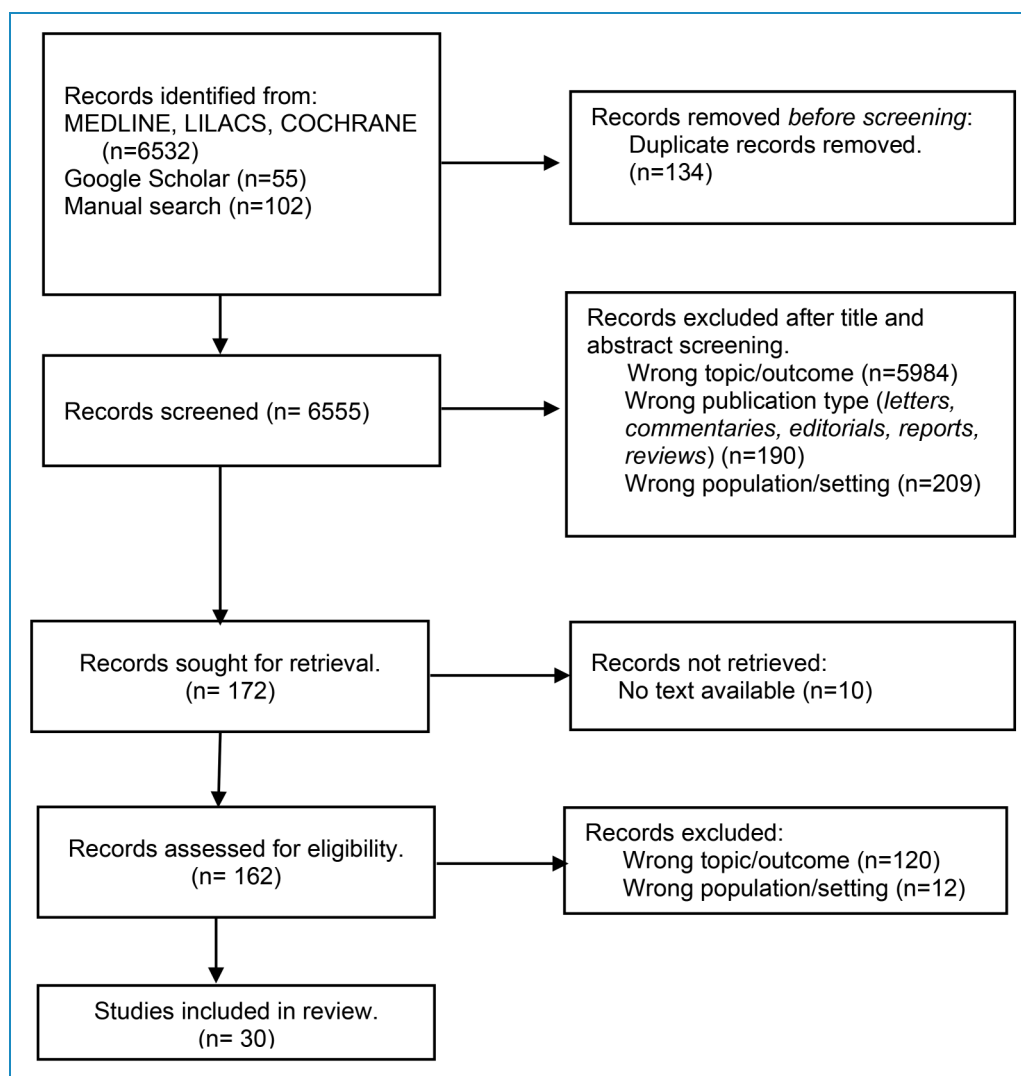 Records identified from:
MEDLINE, LILACS, COCHRANE
(n=6532)
Google Scholar (n=55)
Manual search (n=102)
Records removed before screening:
Duplicate records removed.
(n=134)
Records screened (n= 6555)
Records excluded after title and
abstract screening.
Wrong topic/outcome (n=5984)
Wrong publication type (letters,
commentaries, editorials, reports,
reviews) (n=190)
Wrong population/setting (n=209)
Records sought for retrieval.
(n= 172)
Records not retrieved:
No text available (n=10)
Records assessed for eligibility.
(n= 162)
Records excluded:
Wrong topic/outcome (n=120)
Wrong population/setting (n=12)
Studies included in review.
(n= 30)